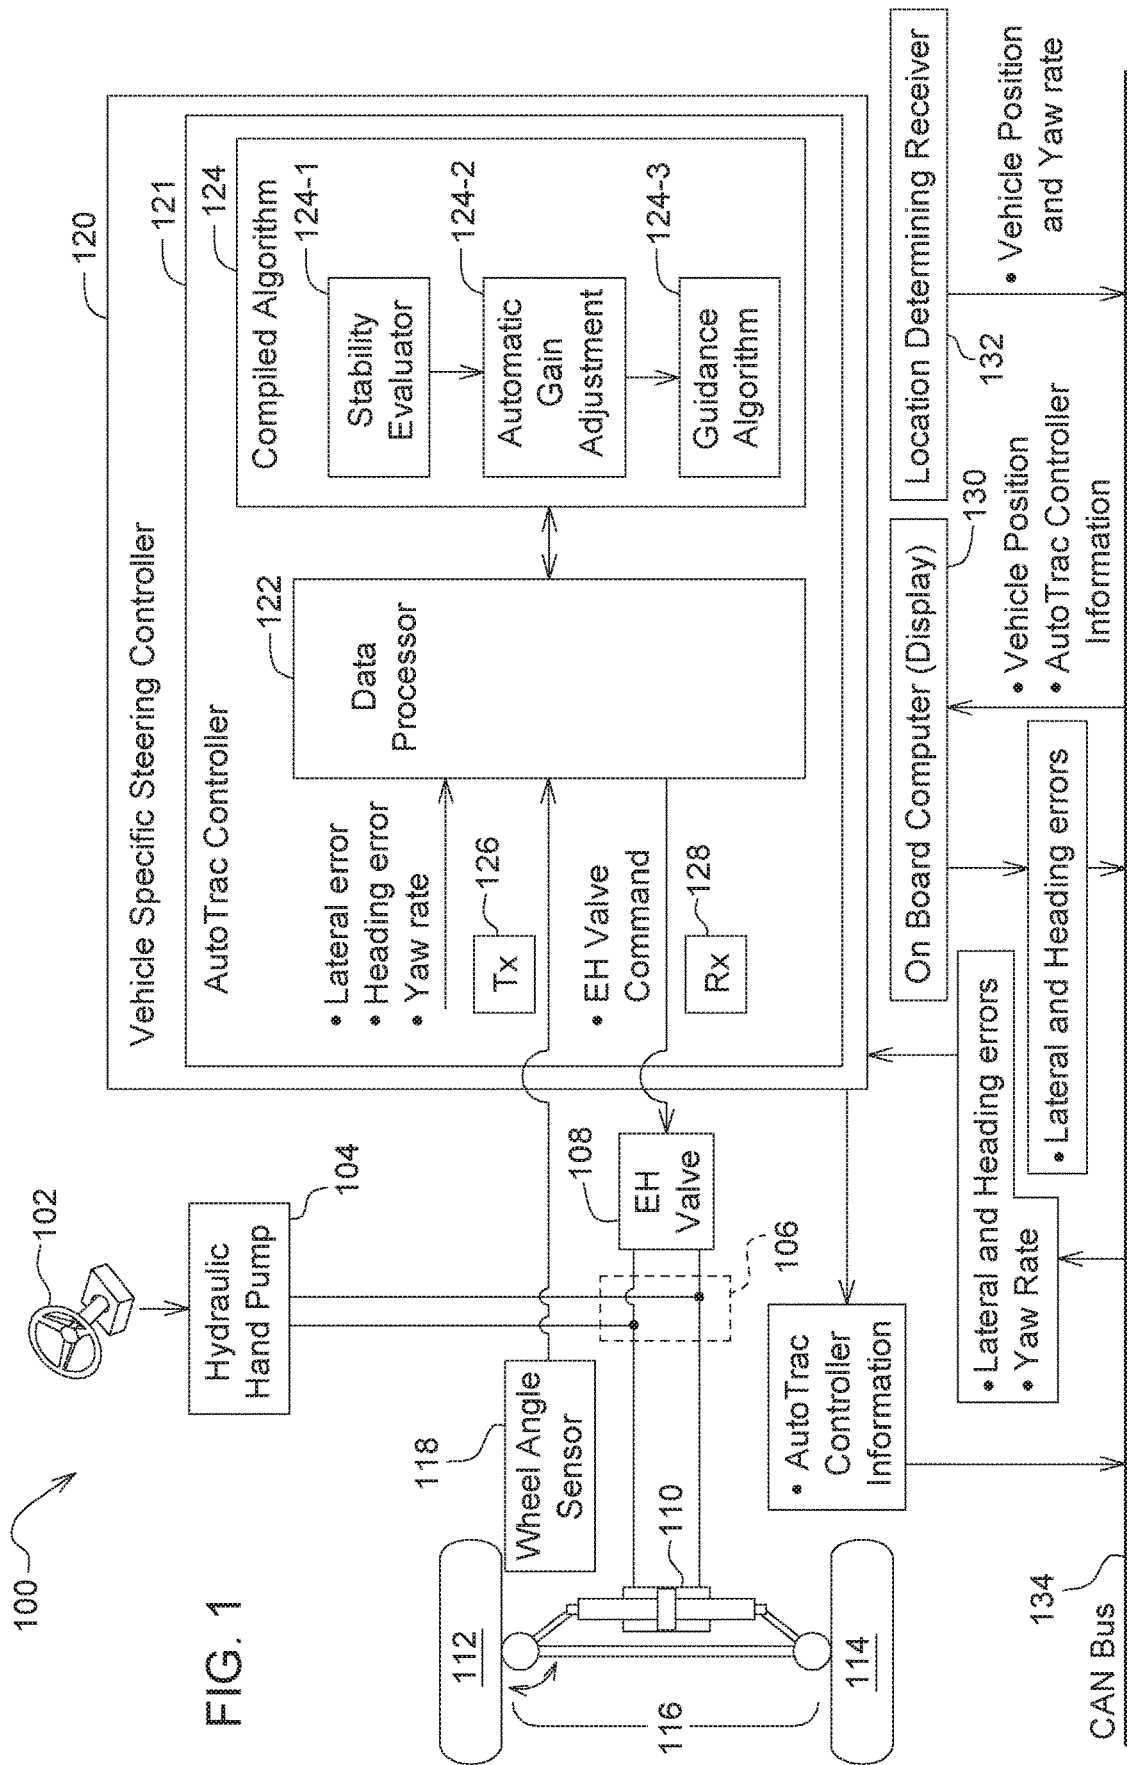 FIG. 1
100
102
Hydraulic
Hand Pump
104
118
Wheel Angle
Sensor
112
114
116
110
106
108
EH
Valve
120
Vehicle Specific Steering Controller
121
AutoTrac Controller
• Lateral error
• Heading error
• Yaw rate
126
Tx
• EH Valve
Command
128
Rx
122
Data
Processor
124
Compiled Algorithm
124-1
Stability
Evaluator
124-2
Automatic
Gain
Adjustment
124-3
Guidance
Algorithm
• AutoTrac
Controller
Information
• Lateral and Heading errors
• Yaw Rate
• Lateral and Heading errors
On Board Computer (Display)
130
• Vehicle Position
• AutoTrac Controller
Information
Location Determining Receiver
132
• Vehicle Position
and Yaw rate
134
CAN Bus